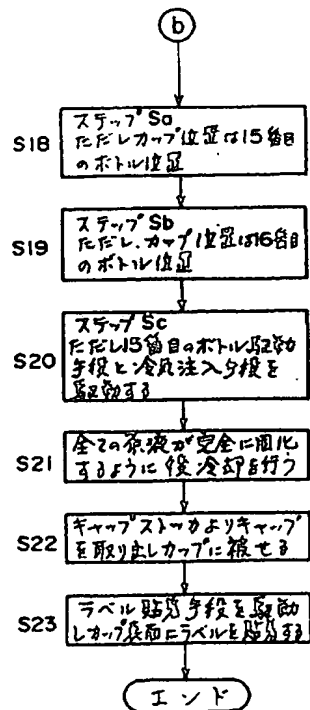 b
S18
ステップSa
ただしカップ位置は15番目
のボトル位置
S19
ステップSb
ただし、カップ位置は16番目
のボトル位置
S20
ステップSc
ただし15番目のボトル駆動
手段と冷気注入手段を
駆動する
S21
全ての原液が完全に固化
するように後冷却を行う
S22
キャップストッカよりキャップ
を取り出しカップに被せる
S23
ラベル貼着手段を駆動
しカップ表面にラベルを貼着する
エンド